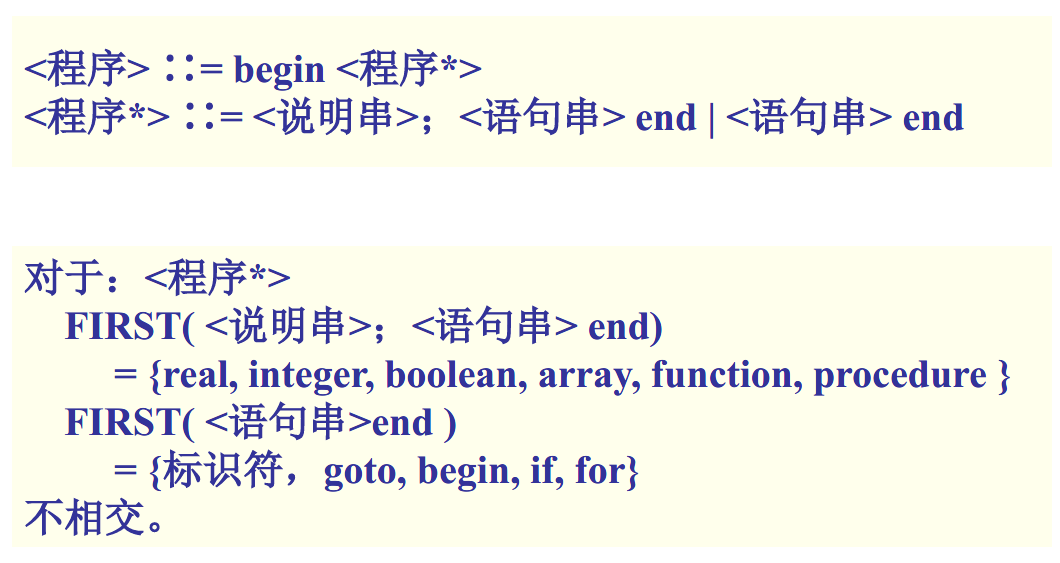 <程序> ∷= begin <程序*>
<程序*> ∷= <说明串>；<语句串> end | <语句串> end
对于：<程序*>
FIRST( <说明串>；<语句串> end)
= {real, integer, boolean, array, function, procedure }
FIRST( <语句串>end )
= {标识符，goto, begin, if, for}
不相交。